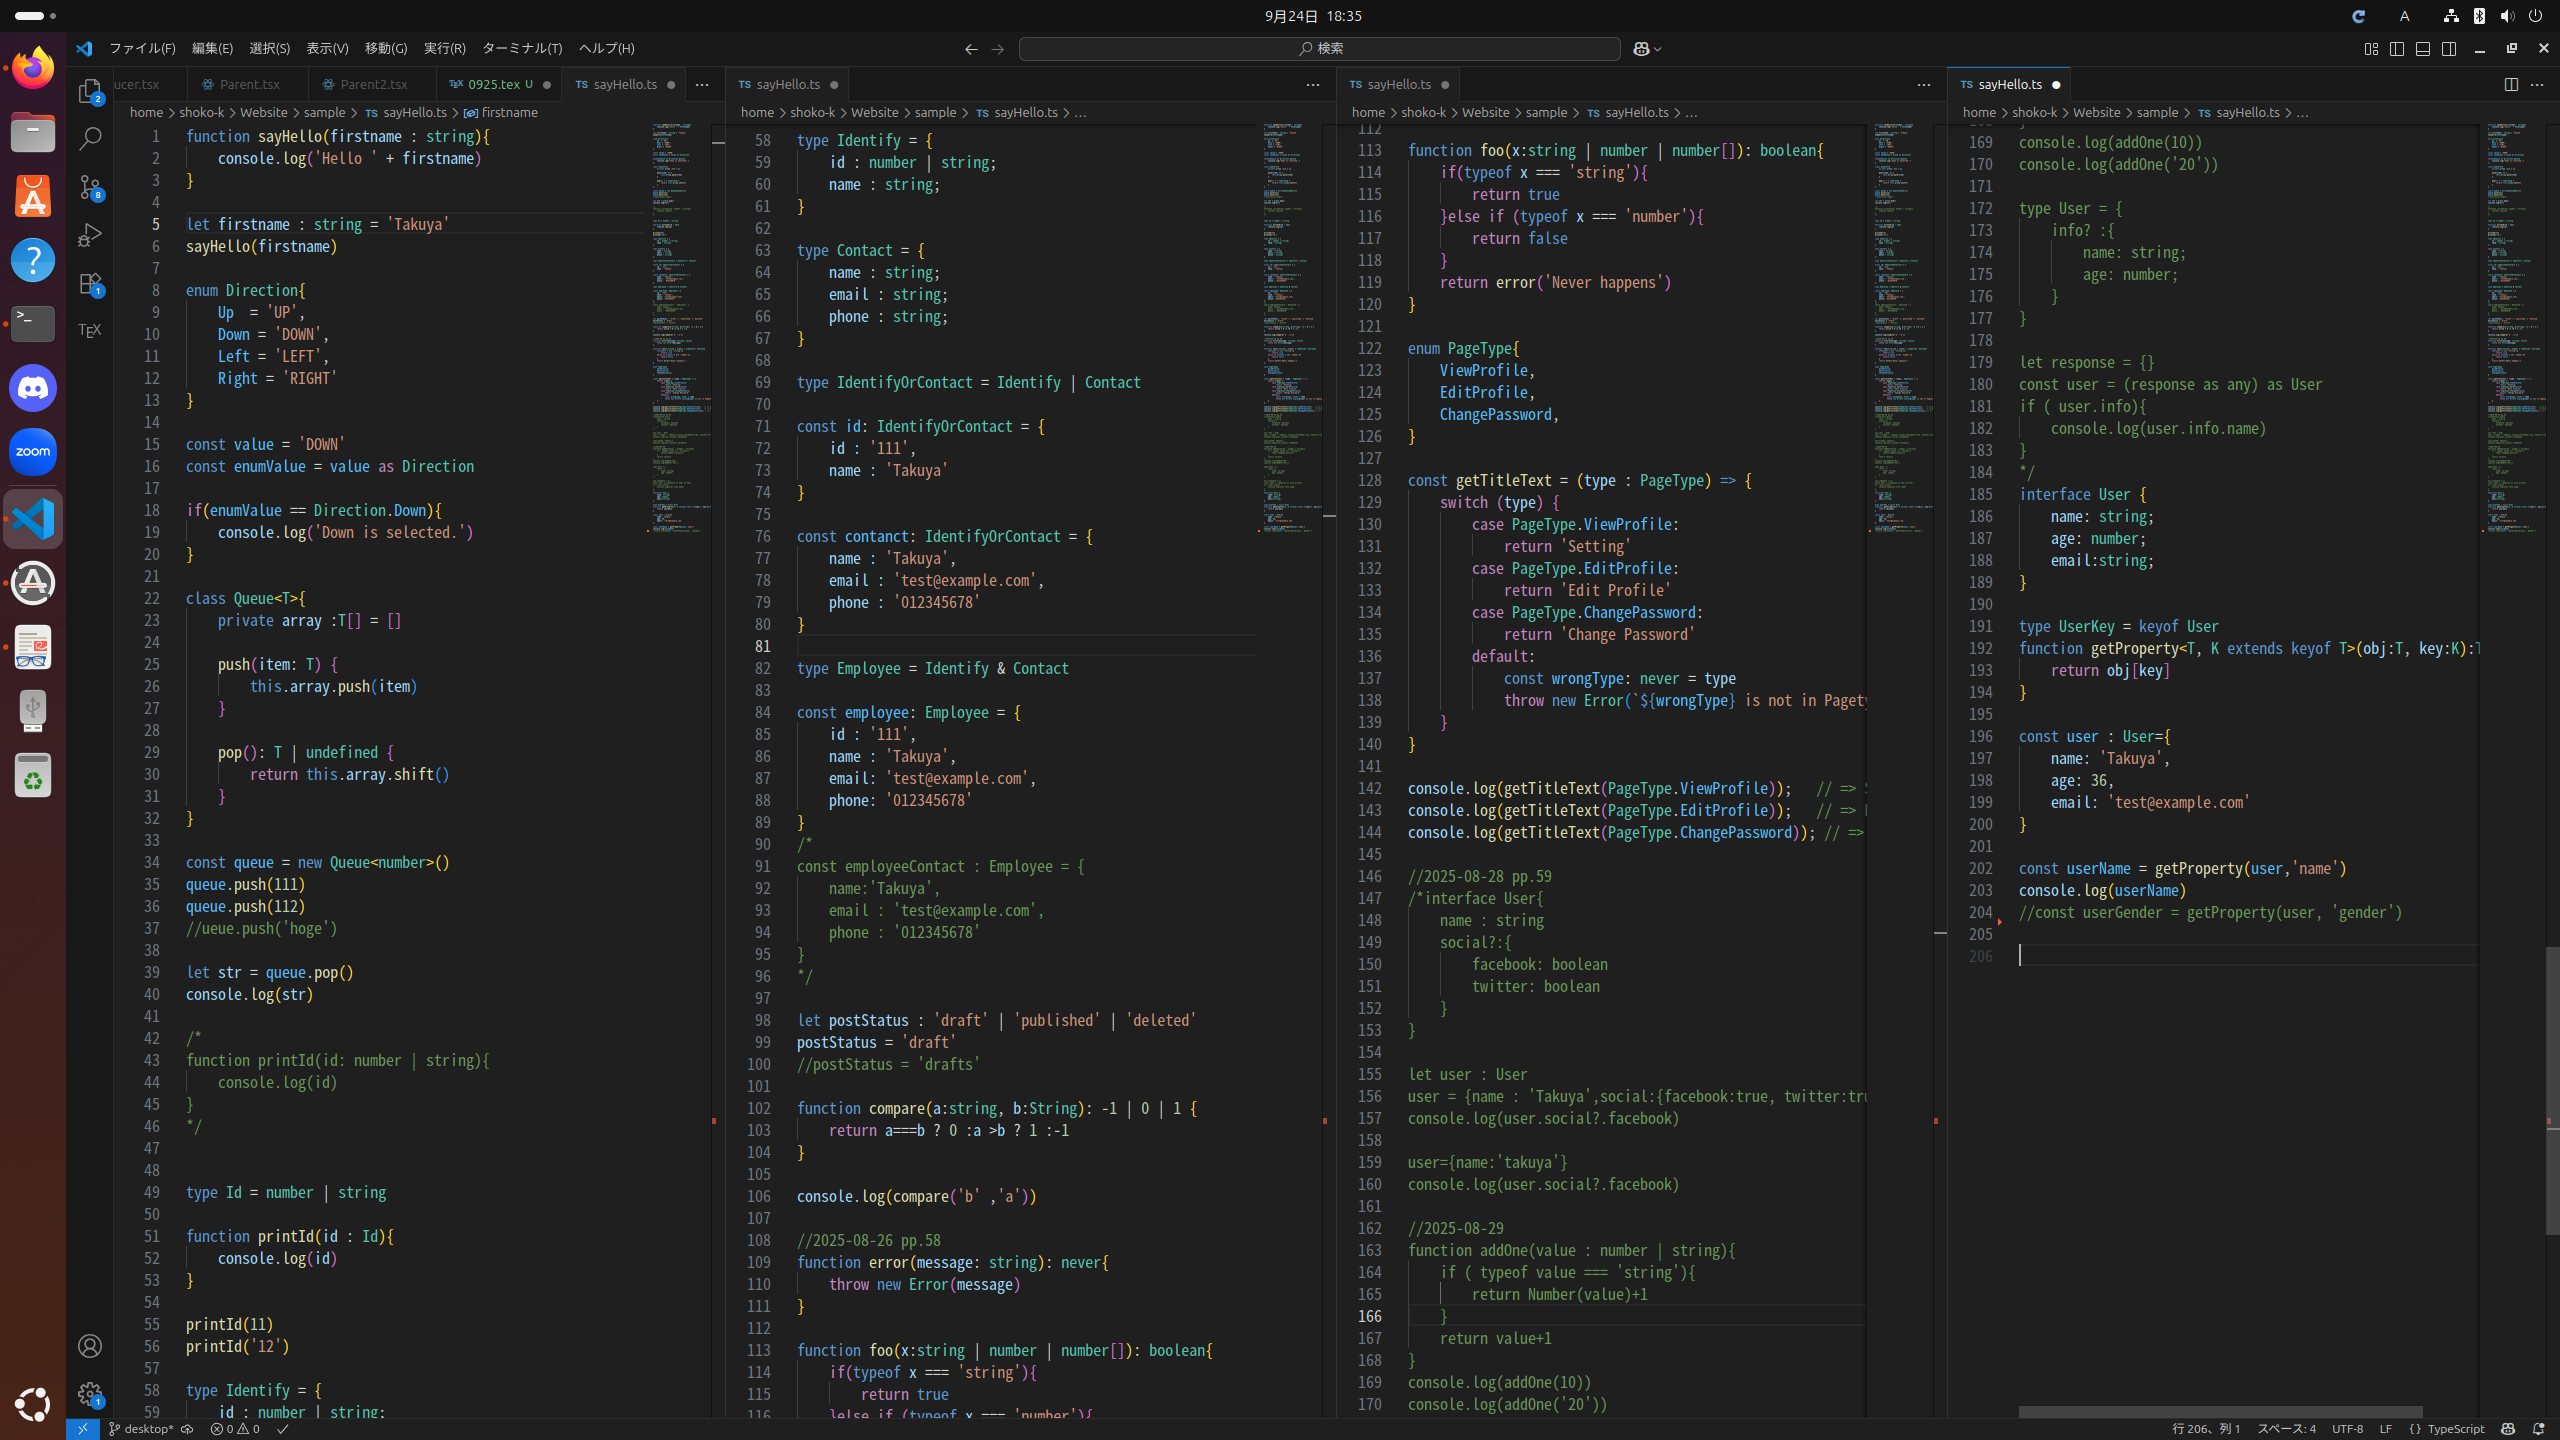 9月24日 18:35
A
ファイル(F) 編集(E) 選択(S) 表示(V) 移動(G) 実行(R) ターミナル(T) ヘルプ(H)
検索
ucer.tsx
Parent.tsx
Parent2.tsx
TEX 0925.tex U
TS sayHello.ts
home > shoko-k > Website > sample > TS sayHello.ts > firstname
1 function sayHello(firstname : string){
2 console.log('Hello ' + firstname)
3 }
4
5 let firstname : string = 'Takuya'
6 sayHello(firstname)
7
8 enum Direction{
9 Up  = 'UP',
10 Down = 'DOWN',
11 Left = 'LEFT',
12 Right = 'RIGHT'
13 }
14
15 const value = 'DOWN'
16 const enumValue = value as Direction
17
18 if(enumValue == Direction.Down){
19 console.log('Down is selected.')
20 }
21
22 class Queue<T>{
23 private array :T[] = []
24
25 push(item: T) {
26 this.array.push(item)
27 }
28
29 pop(): T | undefined {
30 return this.array.shift()
31 }
32 }
33
34 const queue = new Queue<number>()
35 queue.push(111)
36 queue.push(112)
37 //ueue.push('hoge')
38
39 let str = queue.pop()
40 console.log(str)
41
42 /*
43 function printId(id: number | string){
44 console.log(id)
45 }
46 */
47
48
49 type Id = number | string
50
51 function printId(id : Id){
52 console.log(id)
53 }
54
55 printId(11)
56 printId('12')
57
58 type Identify = {
59 id : number | string;
TS sayHello.ts
home > shoko-k > Website > sample > TS sayHello.ts > ...
58 type Identify = {
59 id : number | string;
60 name : string;
61 }
62
63 type Contact = {
64 name : string;
65 email : string;
66 phone : string;
67 }
68
69 type IdentifyOrContact = Identify | Contact
70
71 const id: IdentifyOrContact = {
72 id : '111',
73 name : 'Takuya'
74 }
75
76 const contanct: IdentifyOrContact = {
77 name : 'Takuya',
78 email : 'test@example.com',
79 phone : '012345678'
80 }
81
82 type Employee = Identify & Contact
83
84 const employee: Employee = {
85 id : '111',
86 name : 'Takuya',
87 email: 'test@example.com',
88 phone: '012345678'
89 }
90 /*
91 const employeeContact : Employee = {
92 name:'Takuya',
93 email : 'test@example.com',
94 phone : '012345678'
95 }
96 */
97
98 let postStatus : 'draft' | 'published' | 'deleted'
99 postStatus = 'draft'
100 //postStatus = 'drafts'
101
102 function compare(a:string, b:String): -1 | 0 | 1 {
103 return a===b ? 0 :a >b ? 1 :-1
104 }
105
106 console.log(compare('b' ,'a'))
107
108 //2025-08-26 pp.58
109 function error(message: string): never{
110 throw new Error(message)
111 }
112
113 function foo(x:string | number | number[]): boolean{
114 if(typeof x === 'string'){
115 return true
116 }else if (typeof x === 'number'){
TS sayHello.ts
home > shoko-k > Website > sample > TS sayHello.ts > ...
112
113 function foo(x:string | number | number[]): boolean{
114 if(typeof x === 'string'){
115 return true
116 }else if (typeof x === 'number'){
117 return false
118 }
119 return error('Never happens')
120 }
121
122 enum PageType{
123 ViewProfile,
124 EditProfile,
125 ChangePassword,
126 }
127
128 const getTitleText = (type : PageType) => {
129 switch (type) {
130 case PageType.ViewProfile:
131 return 'Setting'
132 case PageType.EditProfile:
133 return 'Edit Profile'
134 case PageType.ChangePassword:
135 return 'Change Password'
136 default:
137 const wrongType: never = type
138 throw new Error(`${wrongType} is not in Paget
139 }
140 }
141
142 console.log(getTitleText(PageType.ViewProfile));   // =>
143 console.log(getTitleText(PageType.EditProfile));   // =>
144 console.log(getTitleText(PageType.ChangePassword)); // =>
145
146 //2025-08-28 pp.59
147 /*interface User{
148 name : string
149 social?:{
150 facebook: boolean
151 twitter: boolean
152 }
153 }
154
155 let user : User
156 user = {name : 'Takuya',social:{facebook:true, twitter:tru
157 console.log(user.social?.facebook)
158
159 user={name:'takuya'}
160 console.log(user.social?.facebook)
161
162 //2025-08-29
163 function addOne(value : number | string){
164 if ( typeof value === 'string'){
165 return Number(value)+1
166 }
167 return value+1
168 }
169 console.log(addOne(10))
170 console.log(addOne('20'))
TS sayHello.ts
home > shoko-k > Website > sample > TS sayHello.ts > ...
169 console.log(addOne(10))
170 console.log(addOne('20'))
171
172 type User = {
173 info? :{
174 name: string;
175 age: number;
176 }
177 }
178
179 let response = {}
180 const user = (response as any) as User
181 if ( user.info){
182 console.log(user.info.name)
183 }
184 */
185 interface User {
186 name: string;
187 age: number;
188 email:string;
189 }
190
191 type UserKey = keyof User
192 function getProperty<T, K extends keyof T>(obj:T, key:K):T
193 return obj[key]
194 }
195
196 const user : User={
197 name: 'Takuya',
198 age: 36,
199 email: 'test@example.com'
200 }
201
202 const userName = getProperty(user,'name')
203 console.log(userName)
204 //const userGender = getProperty(user, 'gender')
205
206
2
8
1
TEX
zoom
1
desktop* 0 0
行 206、列 1 スペース: 4 UTF-8 LF {} TypeScript